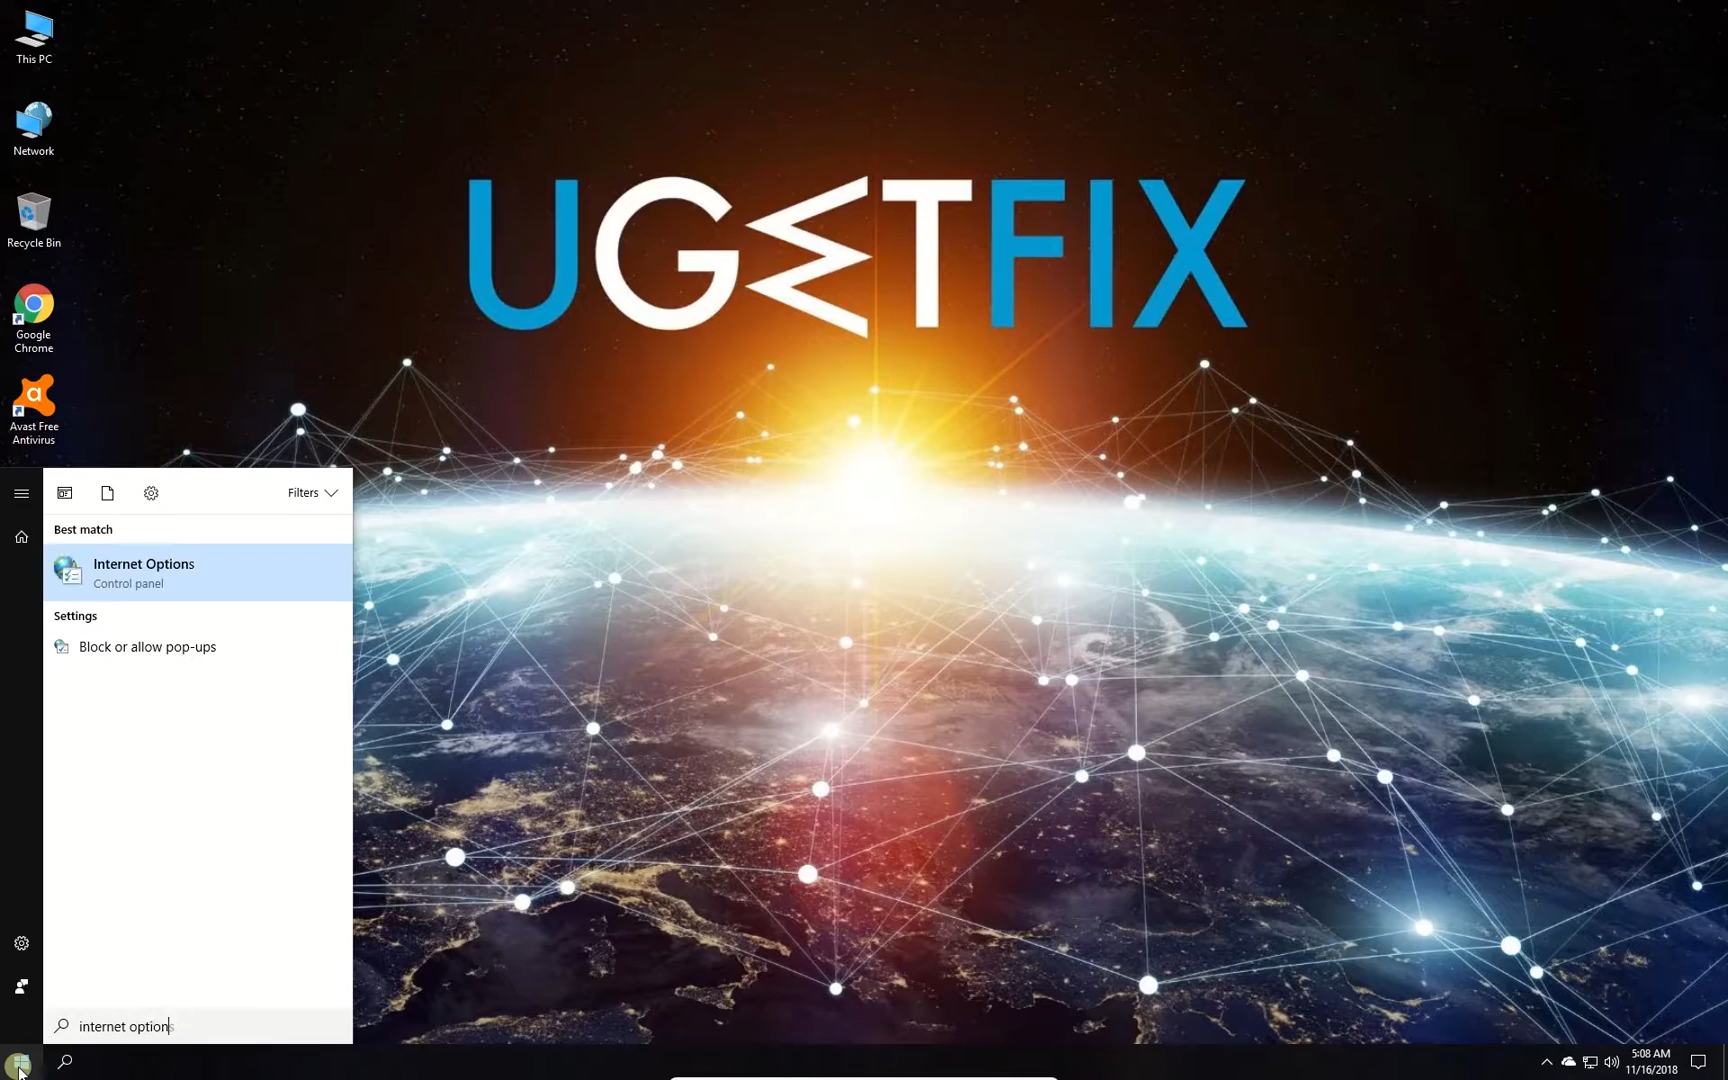 This PC
Network
Recycle Bin
Google
Chrome
Avast Free
Antivirus
UGETFIX
Filters
Best match
Internet Options
Control panel
Settings
Block or allow pop-ups
internet options
5:08 AM
11/16/2018